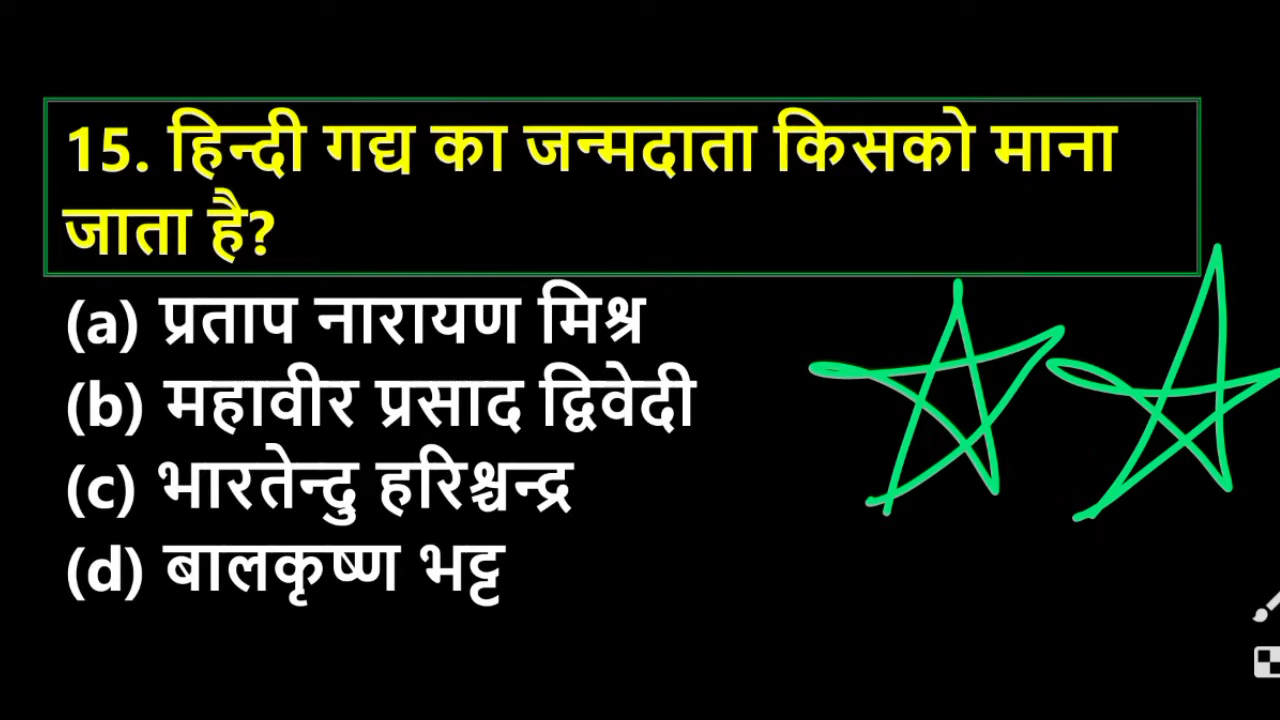 15. हिन्दी गद्य का जन्मदाता किसको माना
जाता है?
(a) प्रताप नारायण मिश्र
(b) महावीर प्रसाद द्विवेदी
(c) भारतेन्दु हरिश्चन्द्र
(d) बालकृष्ण भट्ट